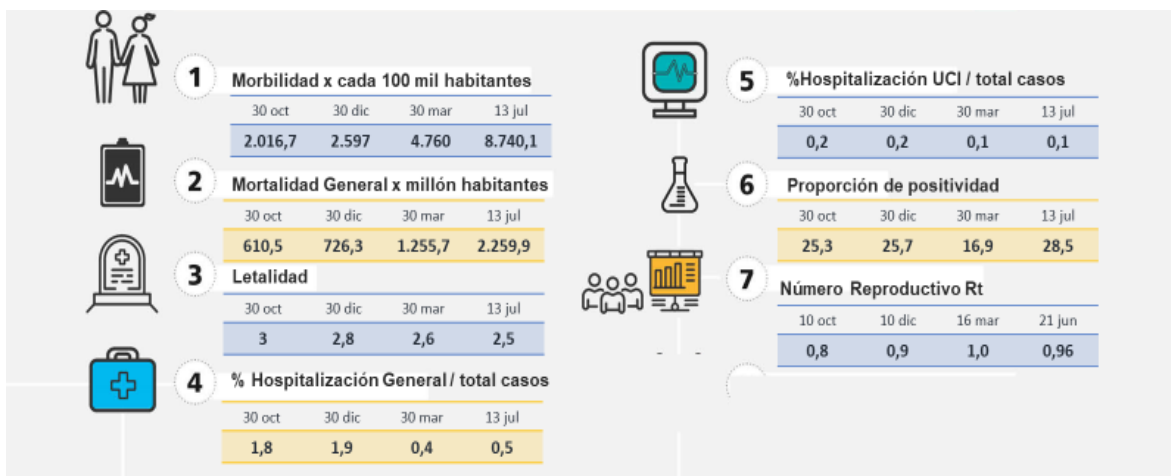 1
Morbilidad x cada 100 mil habitantes
30 oct 30 dic 30 mar 13 jul
2.016,7 2.597 4.760 8.740,1
2
Mortalidad General x millón habitantes
30 oct 30 dic 30 mar 13 jul
610,5 726,3 1.255,7 2.259,9
3
Letalidad
30 oct 30 dic 30 mar 13 jul
3 2,8 2,6 2,5
4
% Hospitalización General / total casos
30 oct 30 dic 30 mar 13 jul
1,8 1,9 0,4 0,5
5
%Hospitalización UCI / total casos
30 oct 30 dic 30 mar 13 jul
0,2 0,2 0,1 0,1
6
Proporción de positividad
30 oct 30 dic 30 mar 13 jul
25,3 25,7 16,9 28,5
7
Número Reproductivo Rt
10 oct 10 dic 16 mar 21 jun
0,8 0,9 1,0 0,96